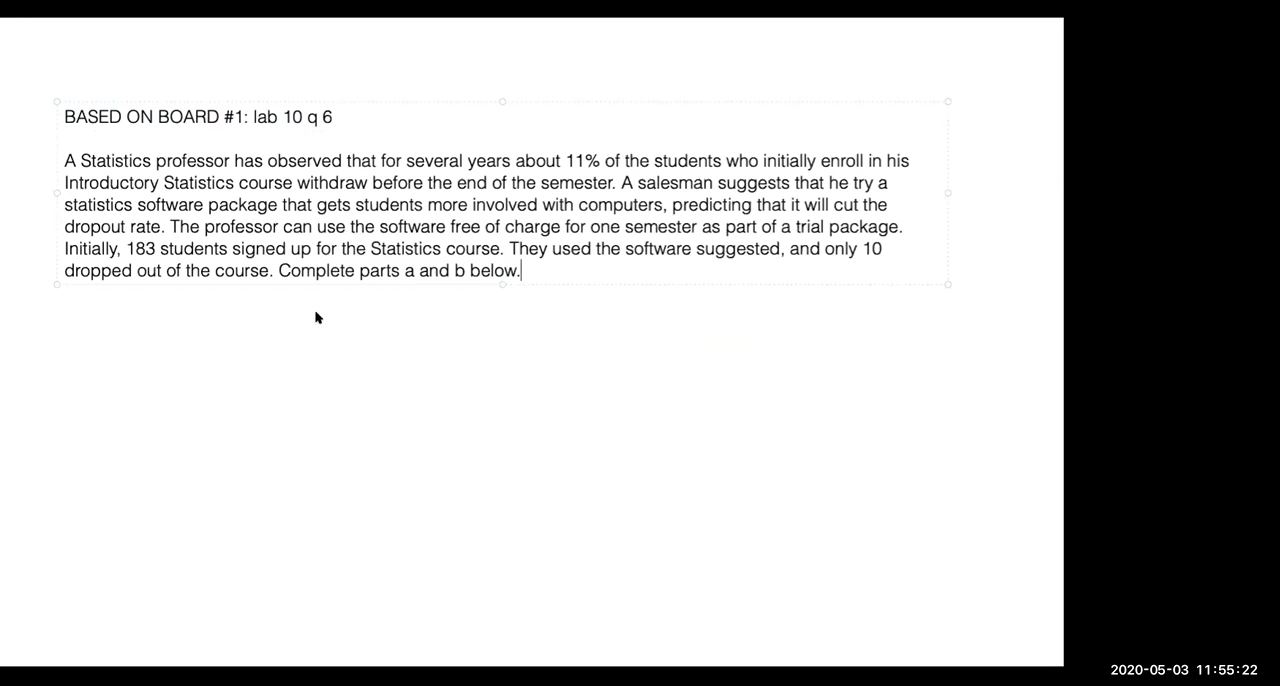 BASED ON BOARD #1: lab 10 q 6
A Statistics professor has observed that for several years about 11% of the students who initially enroll in his
Introductory Statistics course withdraw before the end of the semester. A salesman suggests that he try a
statistics software package that gets students more involved with computers, predicting that it will cut the
dropout rate. The professor can use the software free of charge for one semester as part of a trial package.
Initially, 183 students signed up for the Statistics course. They used the software suggested, and only 10
dropped out of the course. Complete parts a and b below.
2020-05-03 11:55:22